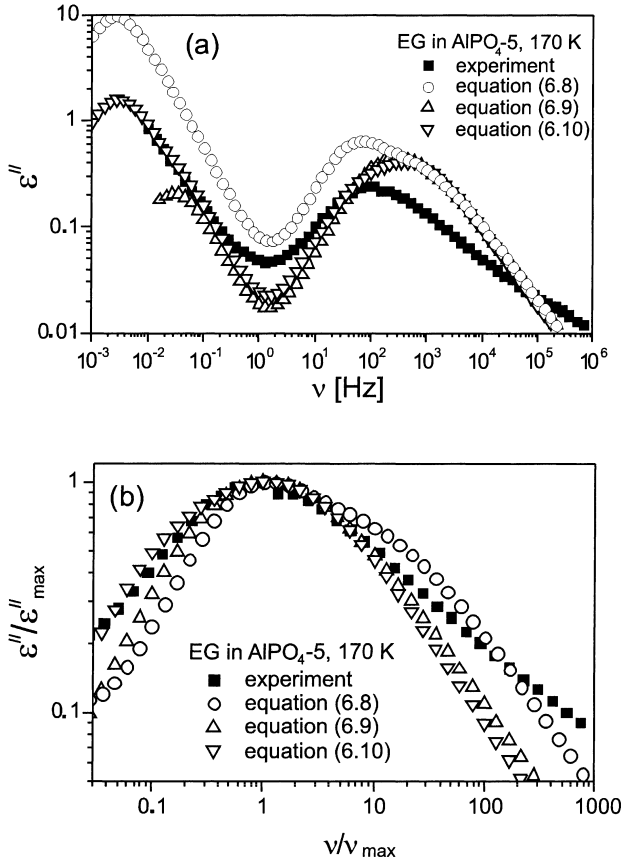 (a)
EG in AlPO₄-5, 170 K
experiment
equation (6.8)
equation (6.9)
equation (6.10)
10
1
0.1
0.01
ε''
10⁻³ 10⁻² 10⁻¹ 10⁰ 10¹ 10² 10³ 10⁴ 10⁵ 10⁶
ν [Hz]
(b)
1
0.1
ε''/ε''max
EG in AlPO₄-5, 170 K
experiment
equation (6.8)
equation (6.9)
equation (6.10)
0.1 1 10 100 1000
ν/νmax